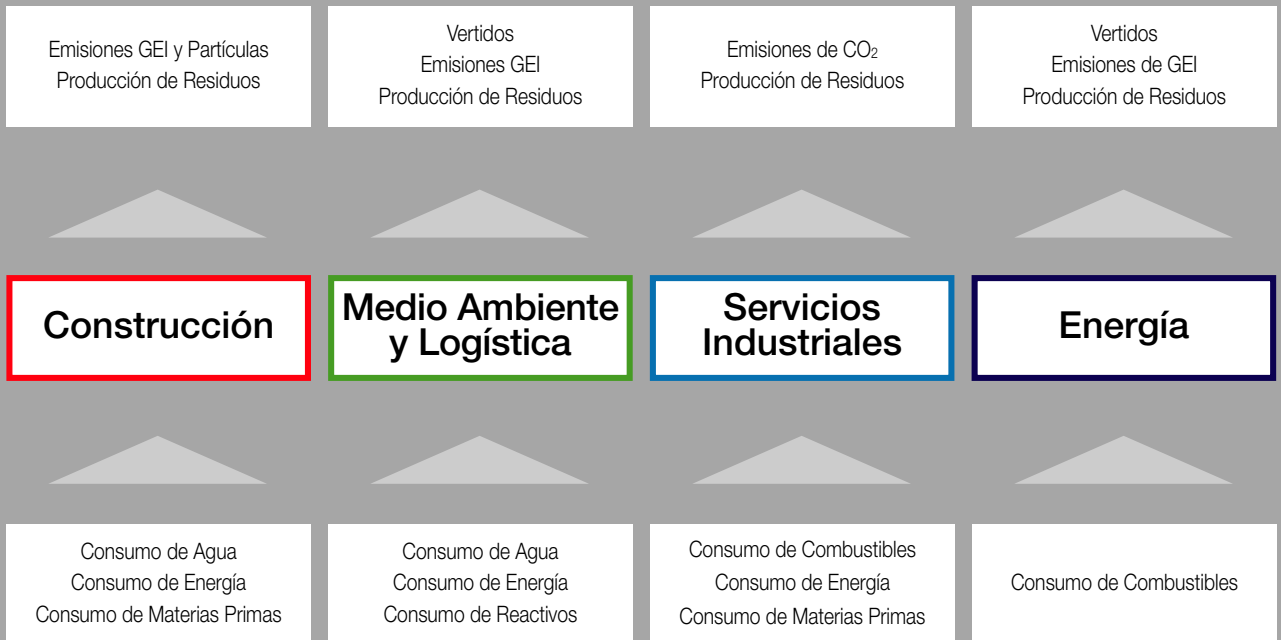 Emisiones GEI y Partículas
Producción de Residuos
Vertidos
Emisiones GEI
Producción de Residuos
Emisiones de CO₂
Producción de Residuos
Vertidos
Emisiones de GEI
Producción de Residuos
Construcción
Medio Ambiente
y Logística
Servicios
Industriales
Energía
Consumo de Agua
Consumo de Energía
Consumo de Materias Primas
Consumo de Agua
Consumo de Energía
Consumo de Reactivos
Consumo de Combustibles
Consumo de Energía
Consumo de Materias Primas
Consumo de Combustibles